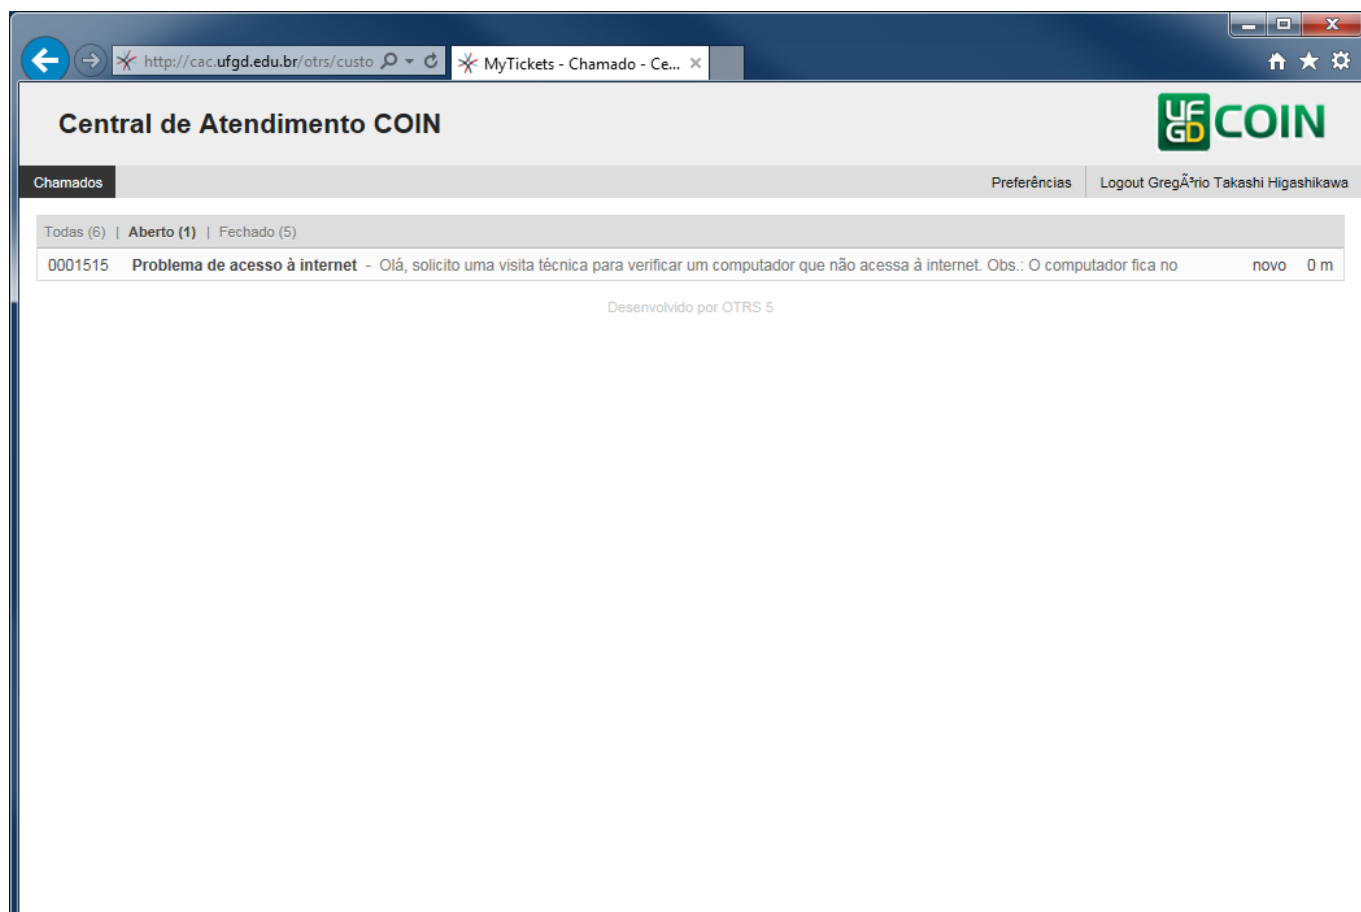 http://cac.ufgd.edu.br/otrs/custo
MyTickets - Chamado - Ce...
Central de Atendimento COIN
UFGD COIN
Chamados
Preferências
Logout GregÃ³rio Takashi Higashikawa
Todas (6) | Aberto (1) | Fechado (5)
0001515 Problema de acesso à internet - Olá, solicito uma visita técnica para verificar um computador que não acessa à internet. Obs.: O computador fica no novo 0 m
Desenvolvido por OTRS 5